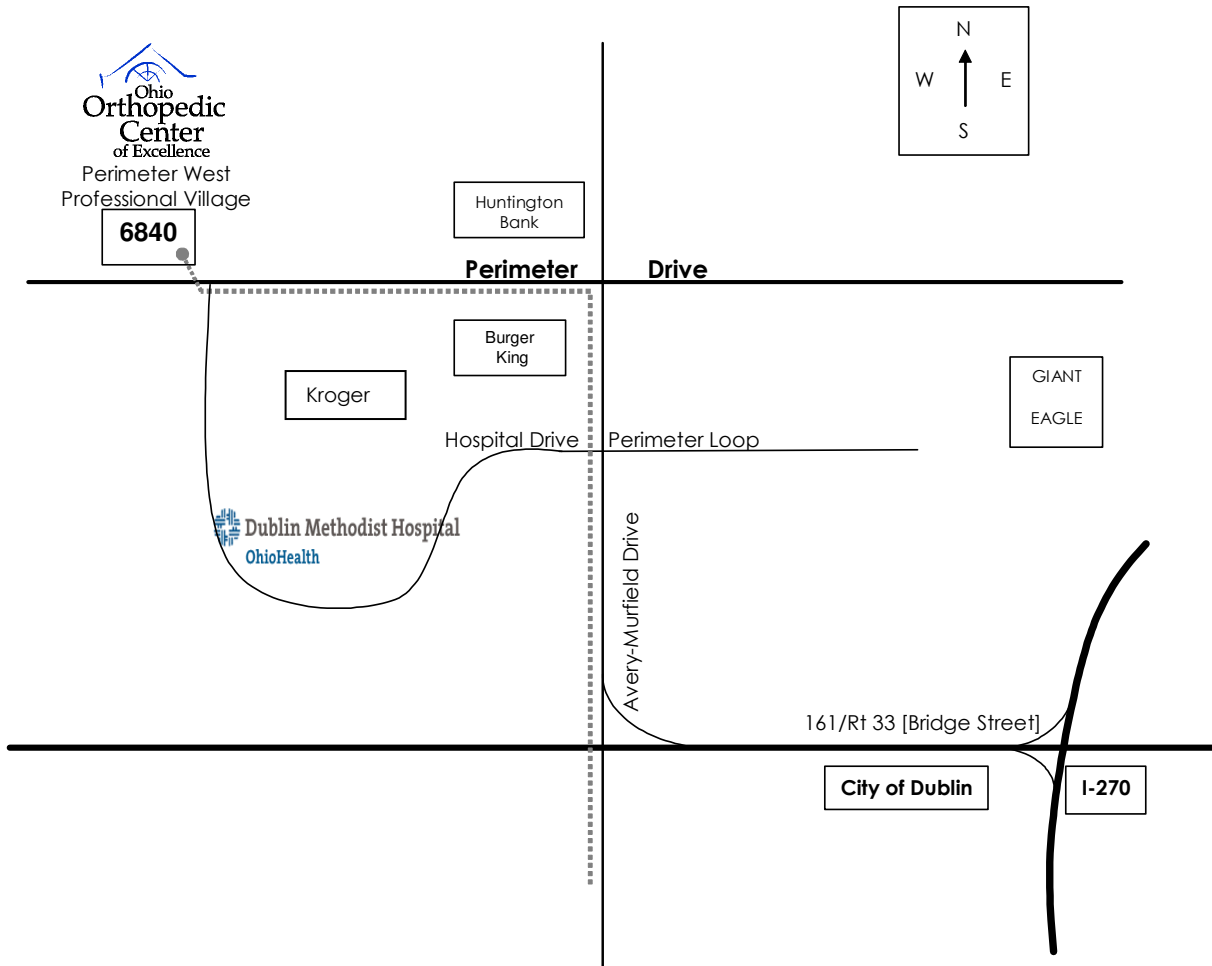 N
W
E
S
Ohio
Orthopedic
Center
of Excellence
Perimeter West
Professional Village
6840
Huntington
Bank
Perimeter Drive
Burger
King
Kroger
GIANT
EAGLE
Hospital Drive
Perimeter Loop
Dublin Methodist Hospital
OhioHealth
Avery-Murfield Drive
161/Rt 33 [Bridge Street]
City of Dublin
I-270